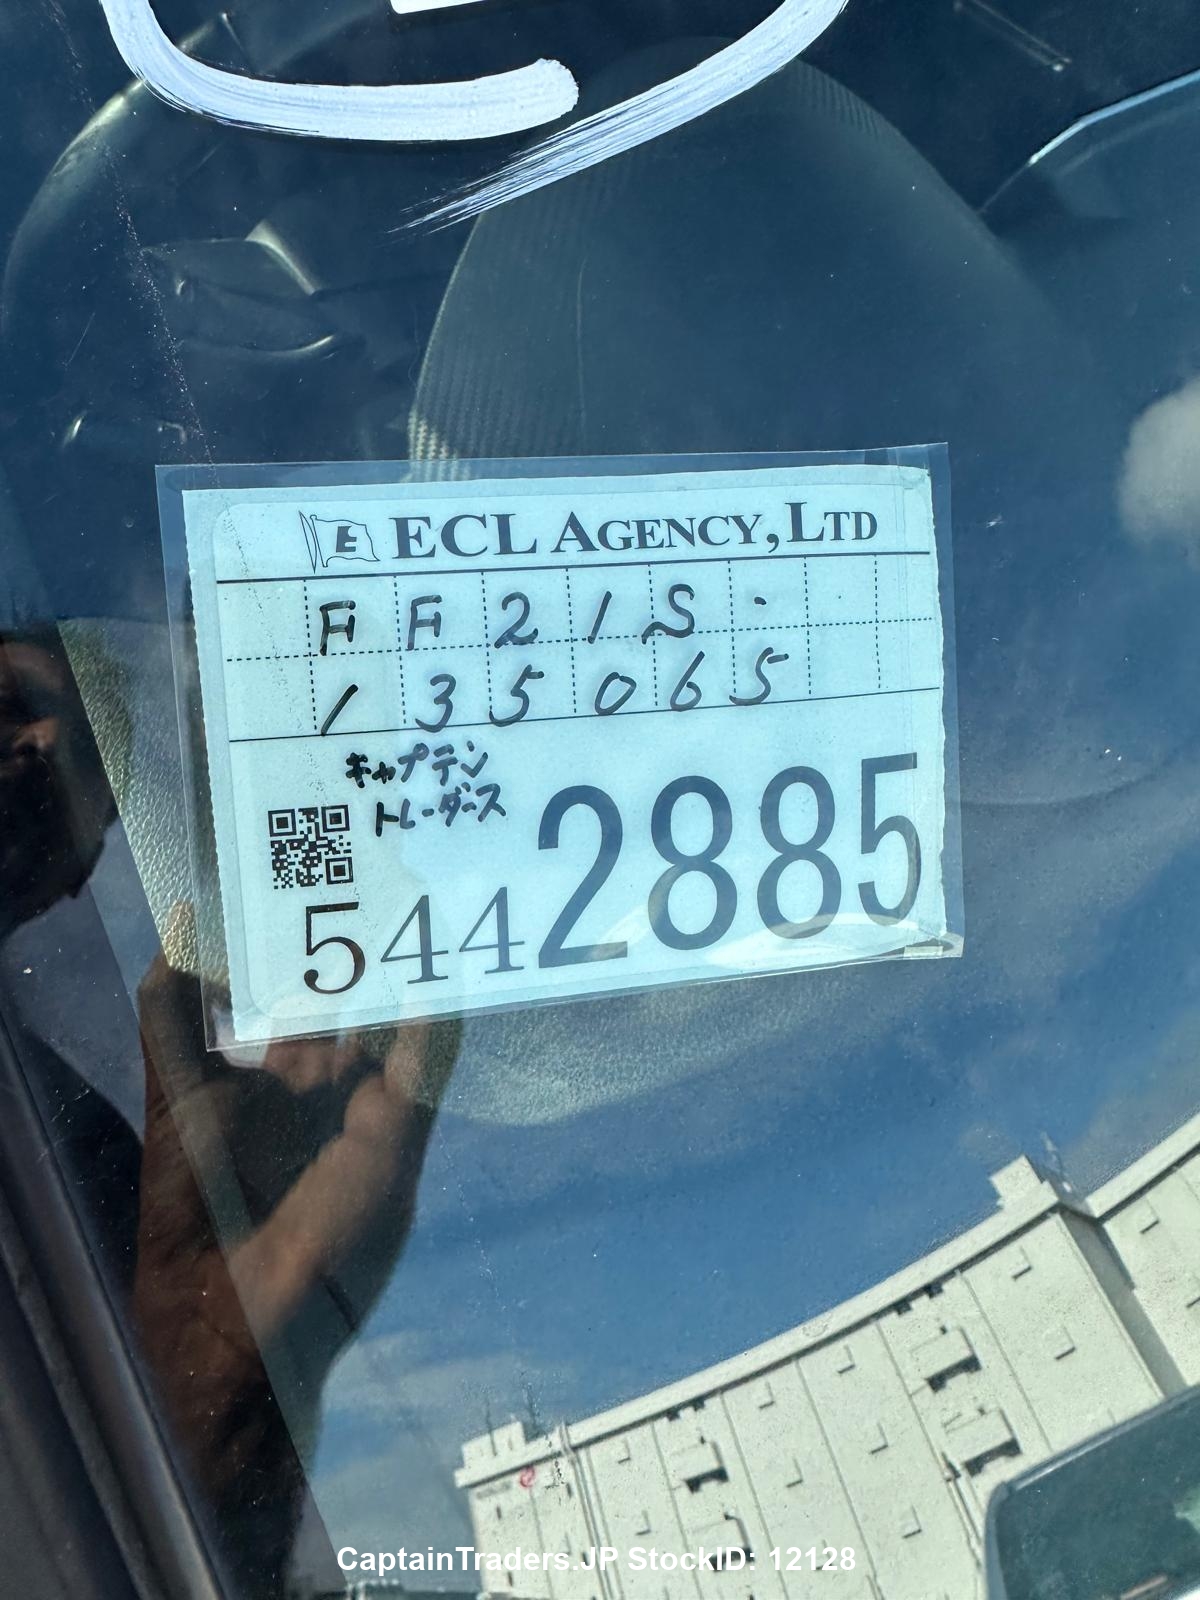 E ECL AGENCY, LTD
FF21S-
135065
キャプテン
トレーダース
5442885
CaptainTraders.JP StockID: 12128